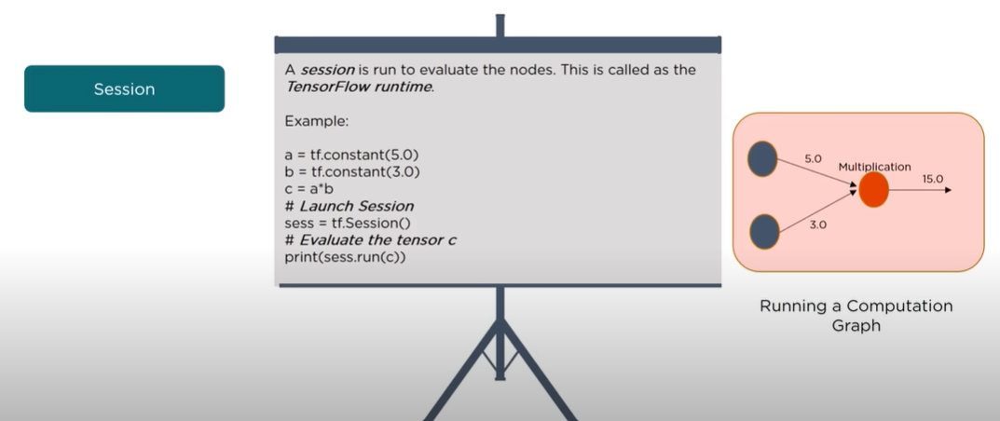 Session
A session is run to evaluate the nodes. This is called as the
TensorFlow runtime.
Example:
a = tf.constant(5.0)
b = tf.constant(3.0)
c = a*b
# Launch Session
sess = tf.Session()
# Evaluate the tensor c
print(sess.run(c))
5.0
Multiplication
15.0
3.0
Running a Computation
Graph